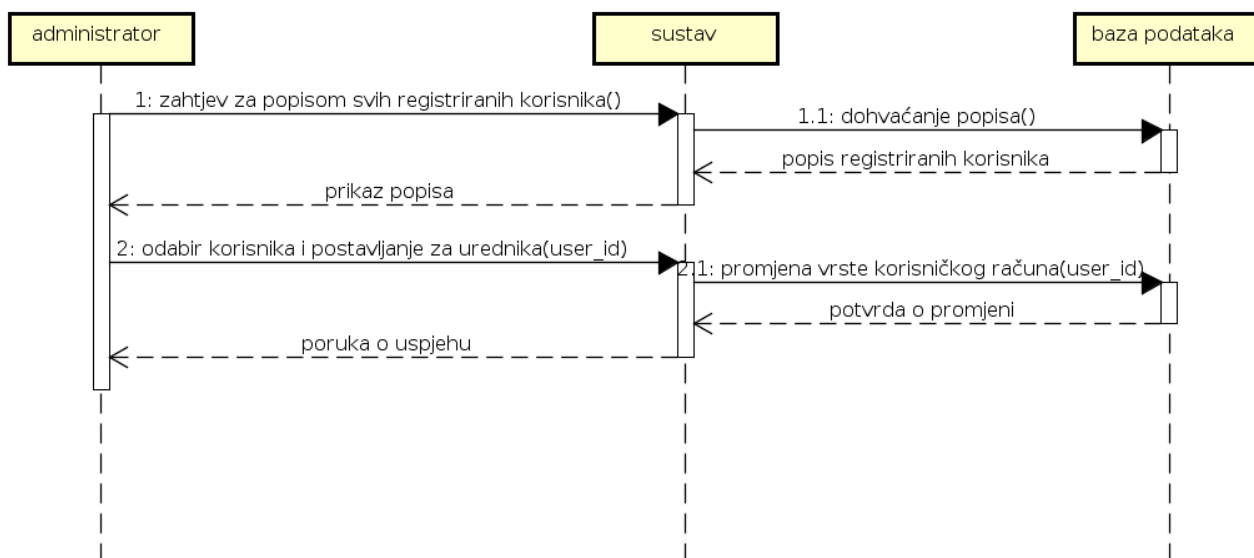 administrator
sustav
baza podataka
1: zahtjev za popisom svih registriranih korisnika()
1.1: dohvaćanje popisa()
popis registriranih korisnika
prikaz popisa
2: odabir korisnika i postavljanje za urednika(user_id)
2.1: promjena vrste korisničkog računa(user_id)
potvrda o promjeni
poruka o uspjehu